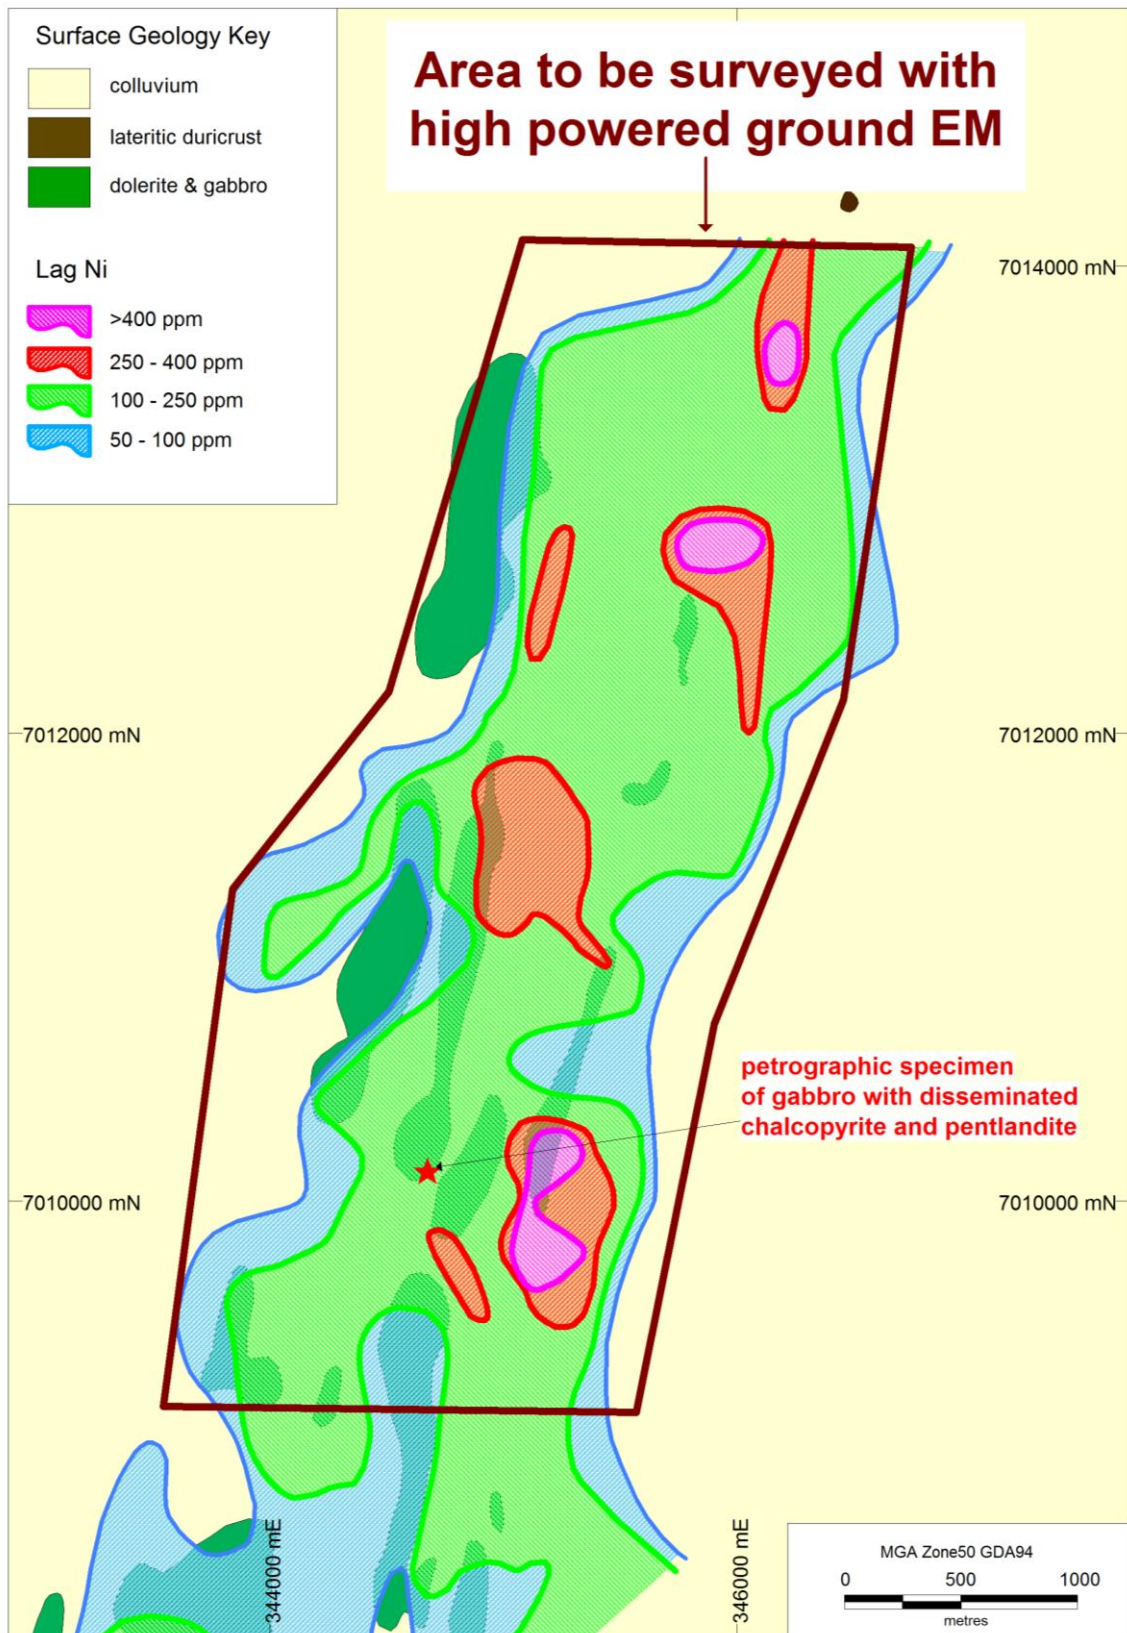 Surface Geology Key
colluvium
lateritic duricrust
dolerite & gabbro
Lag Ni
>400 ppm
250 - 400 ppm
100 - 250 ppm
50 - 100 ppm
Area to be surveyed with
high powered ground EM
7014000 mN
7012000 mN
7012000 mN
petrographic specimen
of gabbro with disseminated
chalcopyrite and pentlandite
7010000 mN
7010000 mN
344000 mE
346000 mE
MGA Zone50 GDA94
0 500 1000
metres